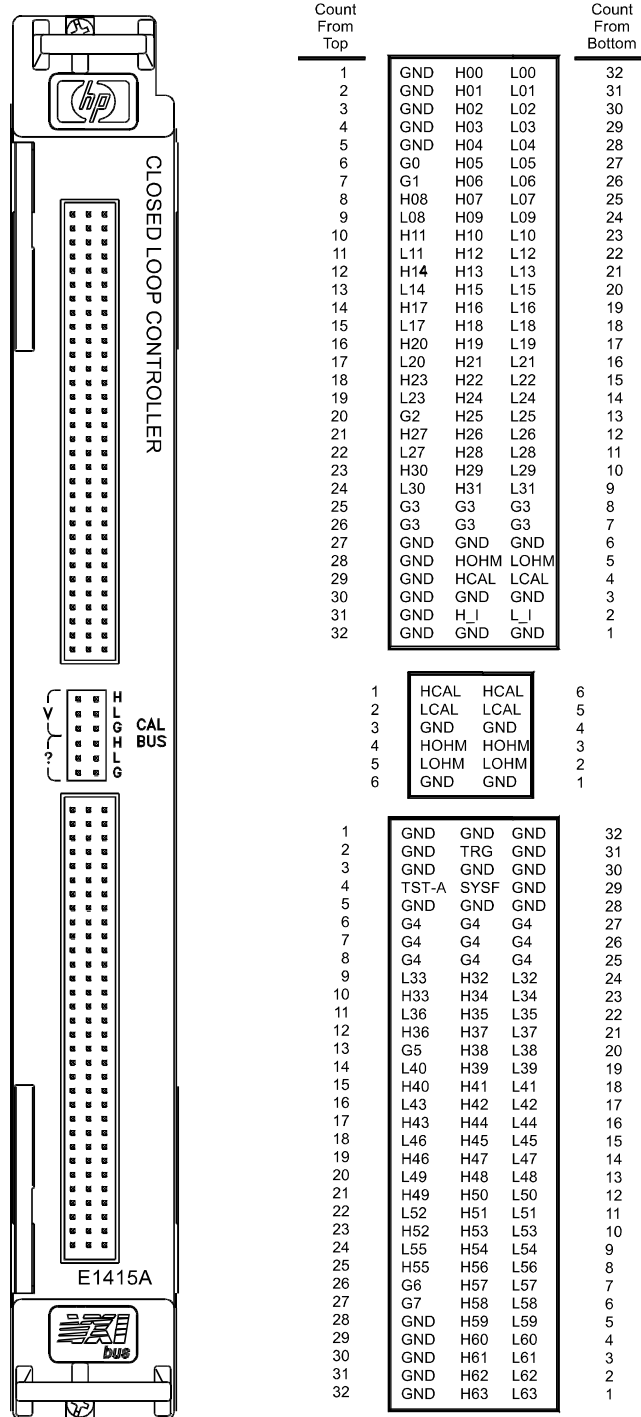 Count From Top
Count From Bottom
hp
CLOSED LOOP CONTROLLER
1 GND H00 L00 32
2 GND H01 L01 31
3 GND H02 L02 30
4 GND H03 L03 29
5 GND H04 L04 28
6 G0 H05 L05 27
7 G1 H06 L06 26
8 H08 H07 L07 25
9 L08 H09 L09 24
10 H11 H10 L10 23
11 L11 H12 L12 22
12 H14 H13 L13 21
13 L14 H15 L15 20
14 H17 H16 L16 19
15 L17 H18 L18 18
16 H20 H19 L19 17
17 L20 H21 L21 16
18 H23 H22 L22 15
19 L23 H24 L24 14
20 G2 H25 L25 13
21 H27 H26 L26 12
22 L27 H28 L28 11
23 H30 H29 L29 10
24 L30 H31 L31 9
25 G3 G3 G3 8
26 G3 G3 G3 7
27 GND GND GND 6
28 GND HOHM LOHM 5
29 GND HCAL LCAL 4
30 GND GND GND 3
31 GND H_I L_I 2
32 GND GND GND 1
V
?
H
L
G
H
L
G
CAL BUS
1 HCAL HCAL 6
2 LCAL LCAL 5
3 GND GND 4
4 HOHM HOHM 3
5 LOHM LOHM 2
6 GND GND 1
1 GND GND GND 32
2 GND TRG GND 31
3 GND GND GND 30
4 TST-A SYSF GND 29
5 GND GND GND 28
6 G4 G4 G4 27
7 G4 G4 G4 26
8 G4 G4 G4 25
9 L33 H32 L32 24
10 H33 H34 L34 23
11 L36 H35 L35 22
12 H36 H37 L37 21
13 G5 H38 L38 20
14 L40 H39 L39 19
15 H40 H41 L41 18
16 L43 H42 L42 17
17 H43 H44 L44 16
18 L46 H45 L45 15
19 H46 H47 L47 14
20 L49 H48 L48 13
21 H49 H50 L50 12
22 L52 H51 L51 11
23 H52 H53 L53 10
24 L55 H54 L54 9
25 H55 H56 L56 8
26 G6 H57 L57 7
27 G7 H58 L58 6
28 GND H59 L59 5
29 GND H60 L60 4
30 GND H61 L61 3
31 GND H62 L62 2
32 GND H63 L63 1
E1415A
VXI bus